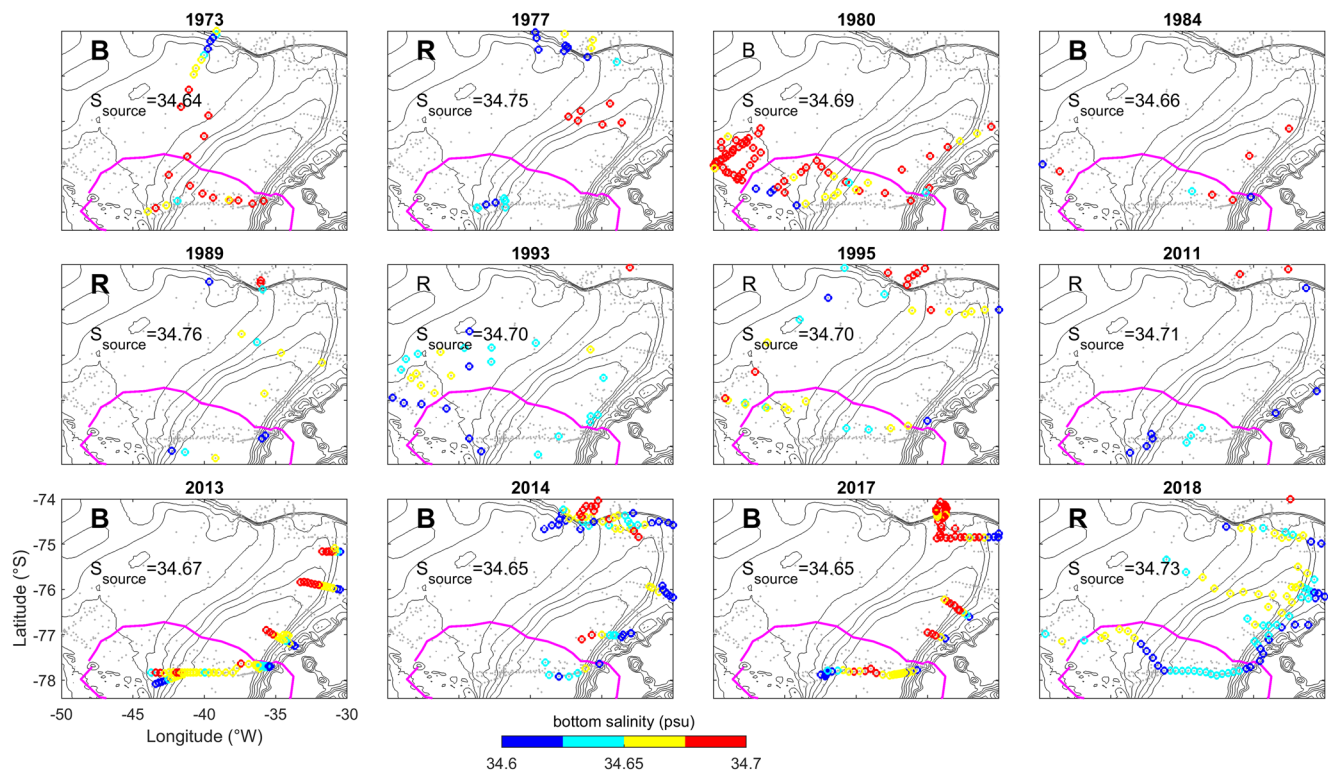 1973
1977
1980
1984
B
R
B
B
S_source=34.64
S_source=34.75
S_source=34.69
S_source=34.66
1989
1993
1995
2011
R
R
R
S_source=34.76
S_source=34.70
S_source=34.70
S_source=34.71
2013
2014
2017
2018
-74
B
B
B
R
-75
S_source=34.67
S_source=34.65
S_source=34.65
S_source=34.73
-76
Latitude (°S)
-77
-78
-50
-45
-40
-35
-30
Longitude (°W)
bottom salinity (psu)
34.6
34.65
34.7